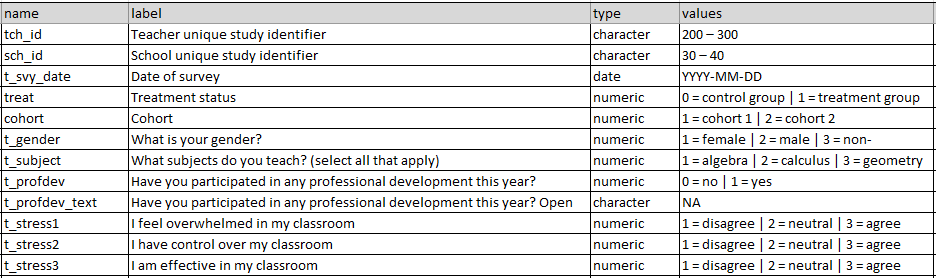 name label type values
tch_id Teacher unique study identifier character 200 – 300
sch_id School unique study identifier character 30 – 40
t_svy_date Date of survey date YYYY-MM-DD
treat Treatment status numeric 0 = control group | 1 = treatment group
cohort Cohort numeric 1 = cohort 1 | 2 = cohort 2
t_gender What is your gender? numeric 1 = female | 2 = male | 3 = non-
t_subject What subjects do you teach? (select all that apply) numeric 1 = algebra | 2 = calculus | 3 = geometry
t_profdev Have you participated in any professional development this year? numeric 0 = no | 1 = yes
t_profdev_text Have you participated in any professional development this year? Open character NA
t_stress1 I feel overwhelmed in my classroom numeric 1 = disagree | 2 = neutral | 3 = agree
t_stress2 I have control over my classroom numeric 1 = disagree | 2 = neutral | 3 = agree
t_stress3 I am effective in my classroom numeric 1 = disagree | 2 = neutral | 3 = agree